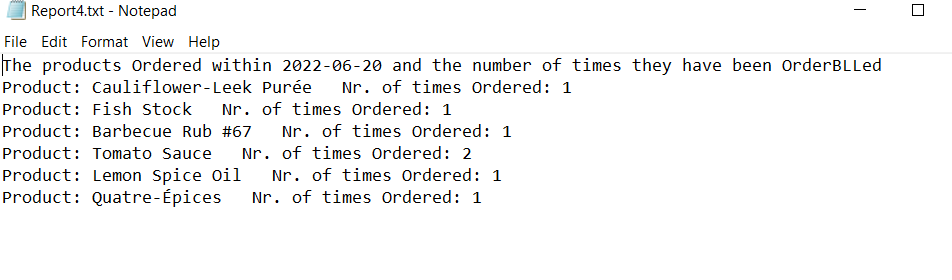 Report4.txt - Notepad
File Edit Format View Help
The products Ordered within 2022-06-20 and the number of times they have been OrderBLLed
Product: Cauliflower-Leek Purée   Nr. of times Ordered: 1
Product: Fish Stock   Nr. of times Ordered: 1
Product: Barbecue Rub #67   Nr. of times Ordered: 1
Product: Tomato Sauce   Nr. of times Ordered: 2
Product: Lemon Spice Oil   Nr. of times Ordered: 1
Product: Quatre-Épices   Nr. of times Ordered: 1